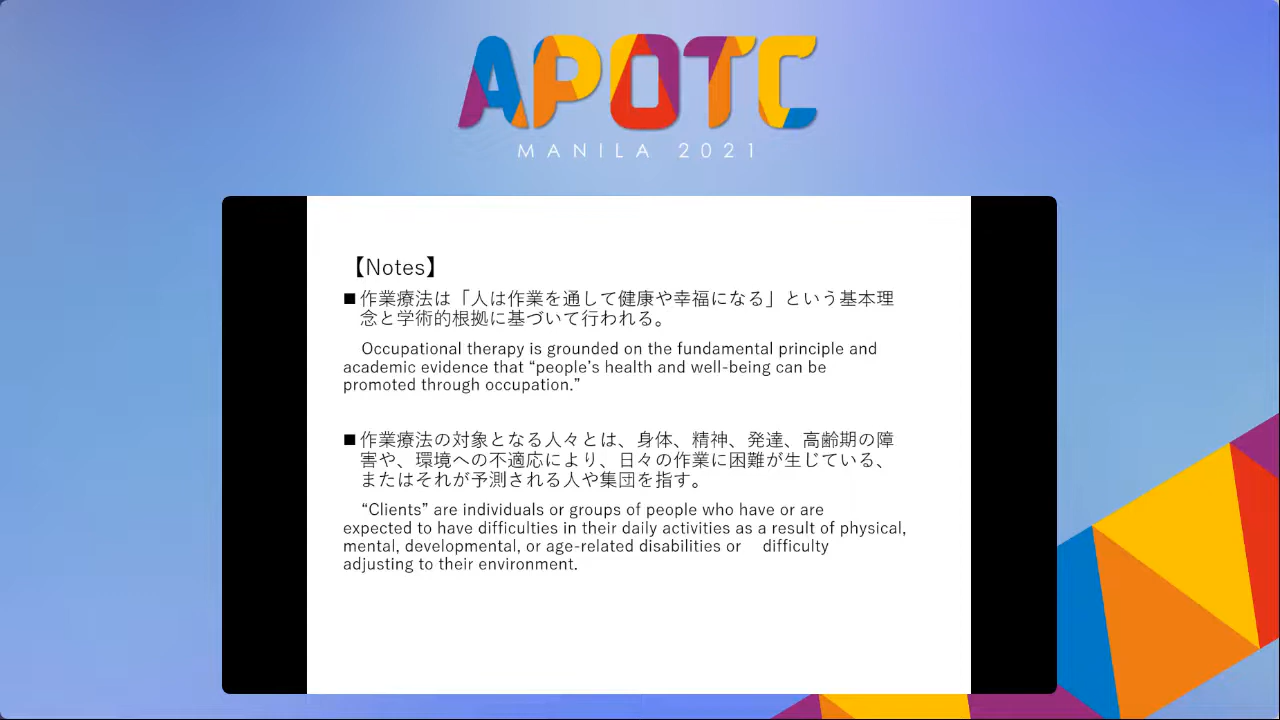 APOTC
MANILA 2021
【Notes】
■作業療法は「人は作業を通して健康や幸福になる」という基本理
念と学術的根拠に基づいて行われる。
Occupational therapy is grounded on the fundamental principle and
academic evidence that “people’s health and well-being can be
promoted through occupation.”
■作業療法の対象となる人々とは、身体、精神、発達、高齢期の障
害や、環境への不適応により、日々の作業に困難が生じている、
またはそれが予測される人や集団を指す。
“Clients” are individuals or groups of people who have or are
expected to have difficulties in their daily activities as a result of physical,
mental, developmental, or age-related disabilities or difficulty
adjusting to their environment.